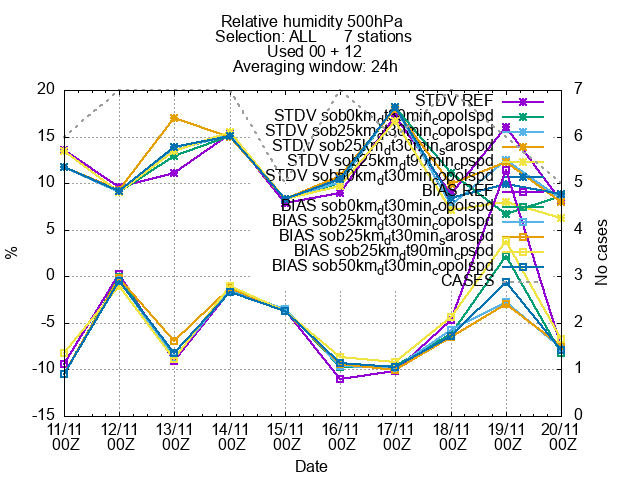 Relative humidity 500hPa
Selection: ALL 7 stations
Used 00 + 12
Averaging window: 24h
20
15
10
5
0
-5
-10
-15
%
7
6
5
4
3
2
1
0
No cases
STDV REF
STDV sob0km_dt30min_copolspd
STDV sob25km_dt30min_copolspd
STDV sob25km_dt30min_sarospd
STDV sob25km_dt90min_cpspd
STDV sob50km_dt30min_copolspd
BIAS REF
BIAS sob0km_dt30min_copolspd
BIAS sob25km_dt30min_copolspd
BIAS sob25km_dt30min_sarospd
BIAS sob25km_dt90min_cpspd
BIAS sob50km_dt30min_copolspd
CASES
11/11 12/11 13/11 14/11 15/11 16/11 17/11 18/11 19/11 20/11
00Z 00Z 00Z 00Z 00Z 00Z 00Z 00Z 00Z 00Z
Date